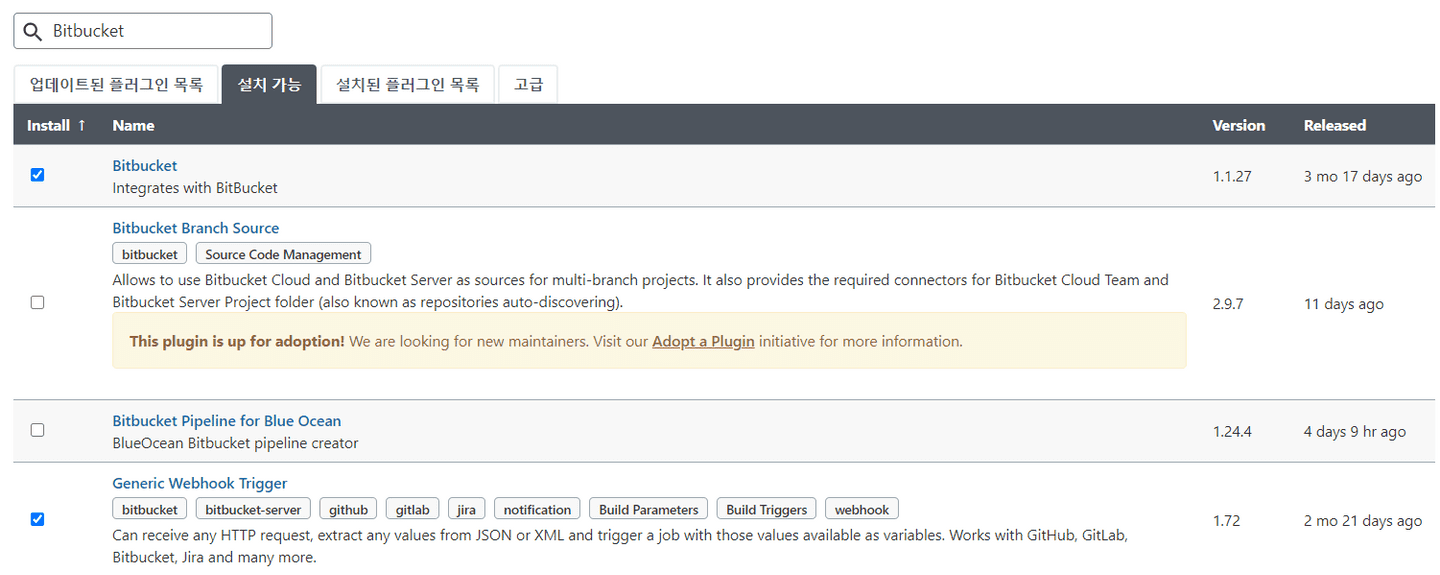 Bitbucket
업데이트된 플러그인 목록 설치 가능 설치된 플러그인 목록 고급
Install ↑ Name Version Released
Bitbucket
Integrates with BitBucket
1.1.27 3 mo 17 days ago
Bitbucket Branch Source
bitbucket Source Code Management
Allows to use Bitbucket Cloud and Bitbucket Server as sources for multi-branch projects. It also provides the required connectors for Bitbucket Cloud Team and
Bitbucket Server Project folder (also known as repositories auto-discovering).
2.9.7 11 days ago
This plugin is up for adoption! We are looking for new maintainers. Visit our Adopt a Plugin initiative for more information.
Bitbucket Pipeline for Blue Ocean
BlueOcean Bitbucket pipeline creator
1.24.4 4 days 9 hr ago
Generic Webhook Trigger
bitbucket bitbucket-server github gitlab jira notification Build Parameters Build Triggers webhook
Can receive any HTTP request, extract any values from JSON or XML and trigger a job with those values available as variables. Works with GitHub, GitLab,
Bitbucket, Jira and many more.
1.72 2 mo 21 days ago